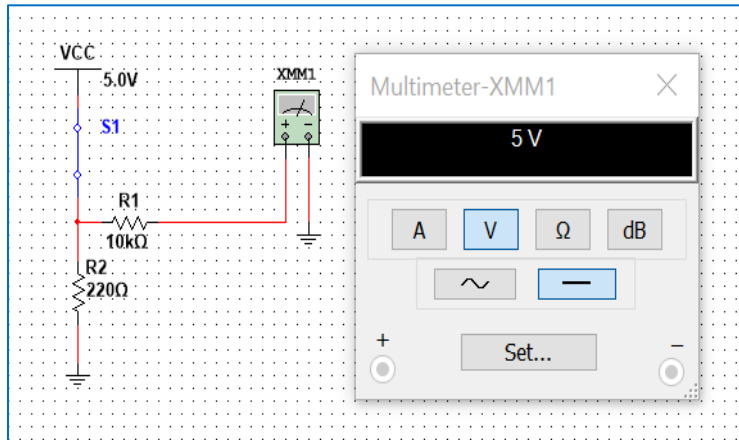 VCC
5.0V
S1
XMM1
+ −
R1
10kΩ
R2
220Ω
Multimeter-XMM1
5 V
A V Ω dB
+ Set... −